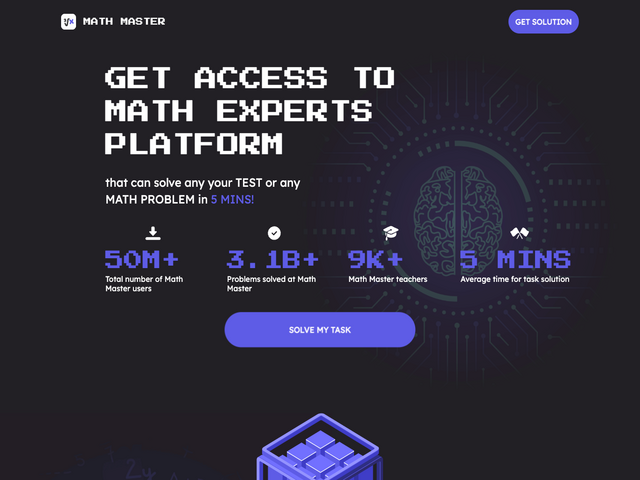 √x MATH MASTER
GET SOLUTION
GET ACCESS TO
MATH EXPERTS
PLATFORM
that can solve any your TEST or any
MATH PROBLEM in 5 MINS!
50M+
Total number of Math
Master users
3.1B+
Problems solved at Math
Master
9K+
Math Master teachers
5 MINS
Average time for task solution
SOLVE MY TASK